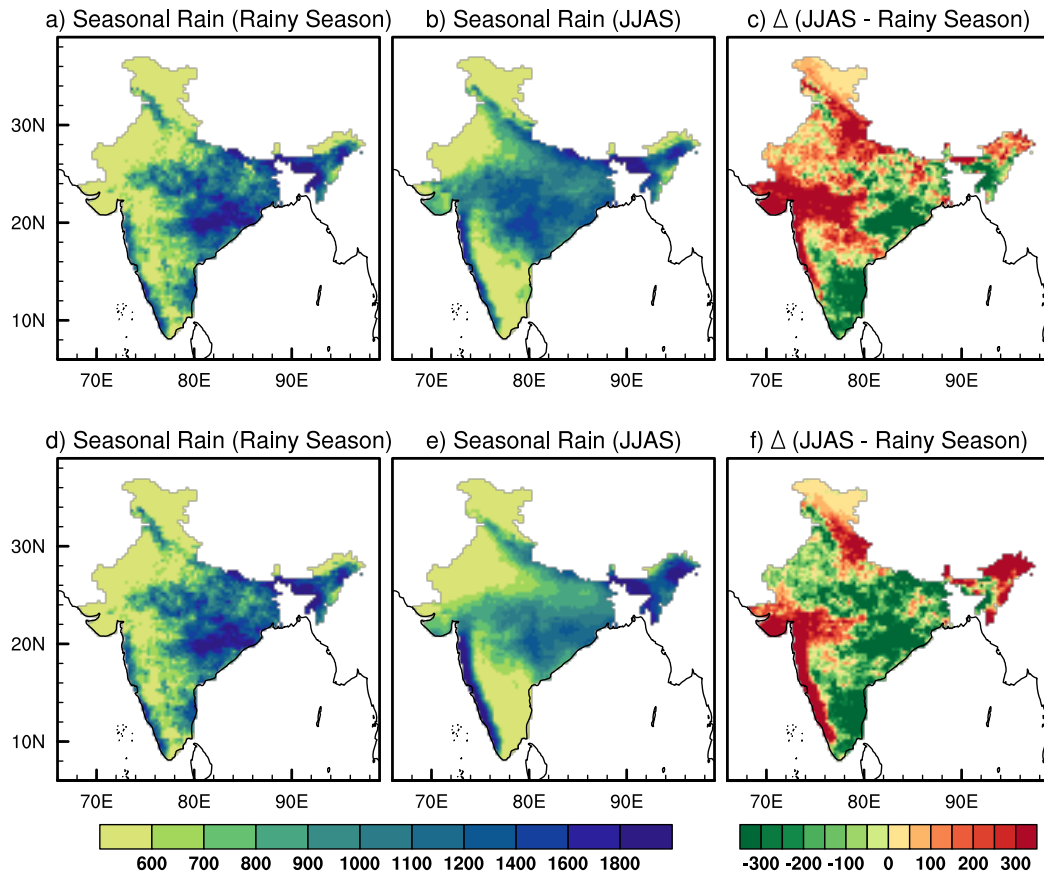 a) Seasonal Rain (Rainy Season)
b) Seasonal Rain (JJAS)
c) Δ (JJAS - Rainy Season)
30N
20N
10N
70E 80E 90E
70E 80E 90E
70E 80E 90E
d) Seasonal Rain (Rainy Season)
e) Seasonal Rain (JJAS)
f) Δ (JJAS - Rainy Season)
30N
20N
10N
70E 80E 90E
70E 80E 90E
70E 80E 90E
600 700 800 900 1000 1100 1200 1400 1600 1800
-300 -200 -100 0 100 200 300